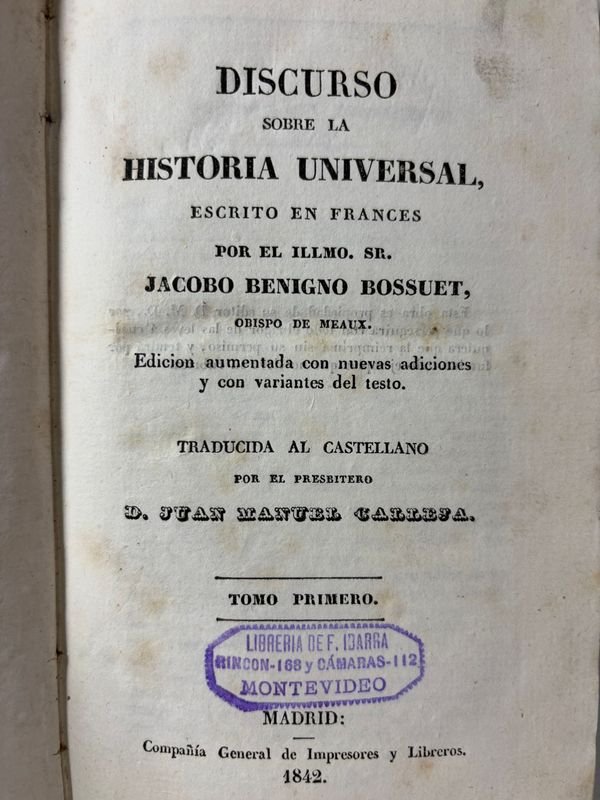 DISCURSO
SOBRE LA
HISTORIA UNIVERSAL,
ESCRITO EN FRANCES
POR EL ILLMO. SR.
JACOBO BENIGNO BOSSUET,
OBISPO DE MEAUX.
Edicion aumentada con nuevas adiciones
y con variantes del testo.
TRADUCIDA AL CASTELLANO
POR EL PRESBITERO
D. JUAN MANUEL CALLEJA.
TOMO PRIMERO.
LIBRERIA DE F. IBARRA
RINCON-168 y CÁMARAS-112
MONTEVIDEO
MADRID:
Compañía General de Impresores y Libreros.
1842.